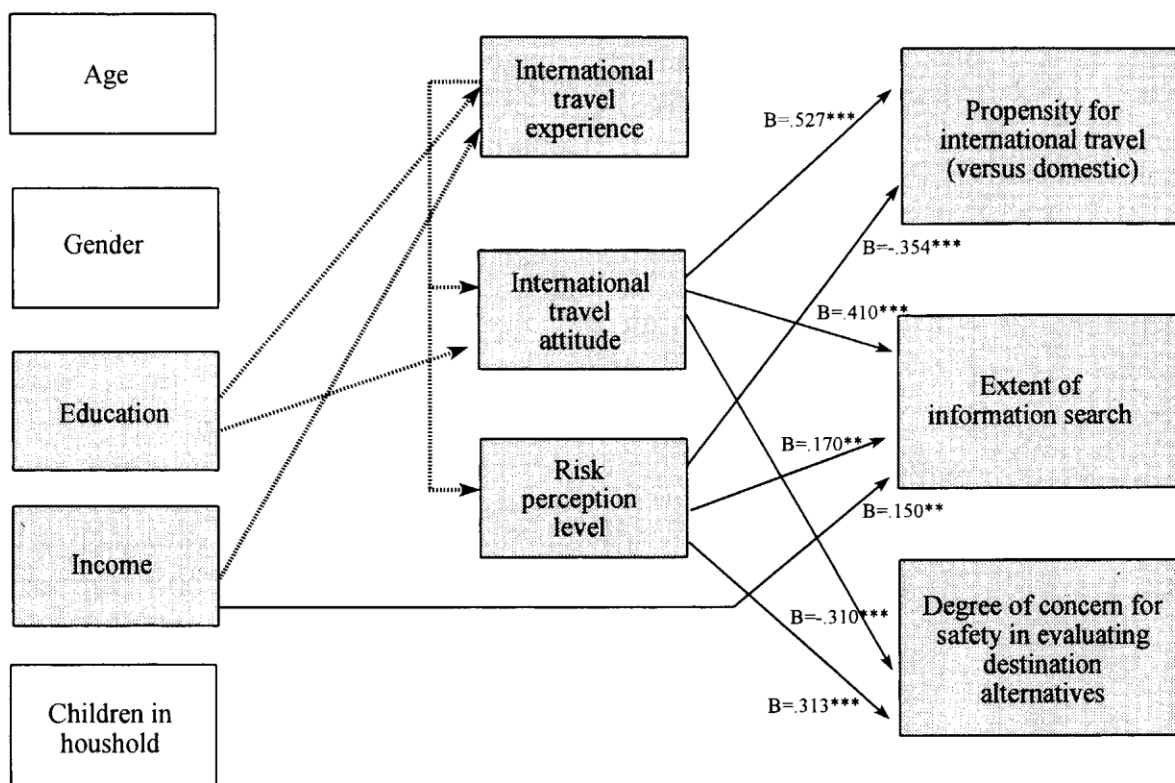 Age
Gender
Education
Income
Children in
houshold
International
travel
experience
International
travel
attitude
Risk
perception
level
B=.527***
B=-.354***
B=.410***
B=.170**
B=.150**
B=-.310***
B=.313***
Propensity for
international travel
(versus domestic)
Extent of
information search
Degree of concern for
safety in evaluating
destination
alternatives